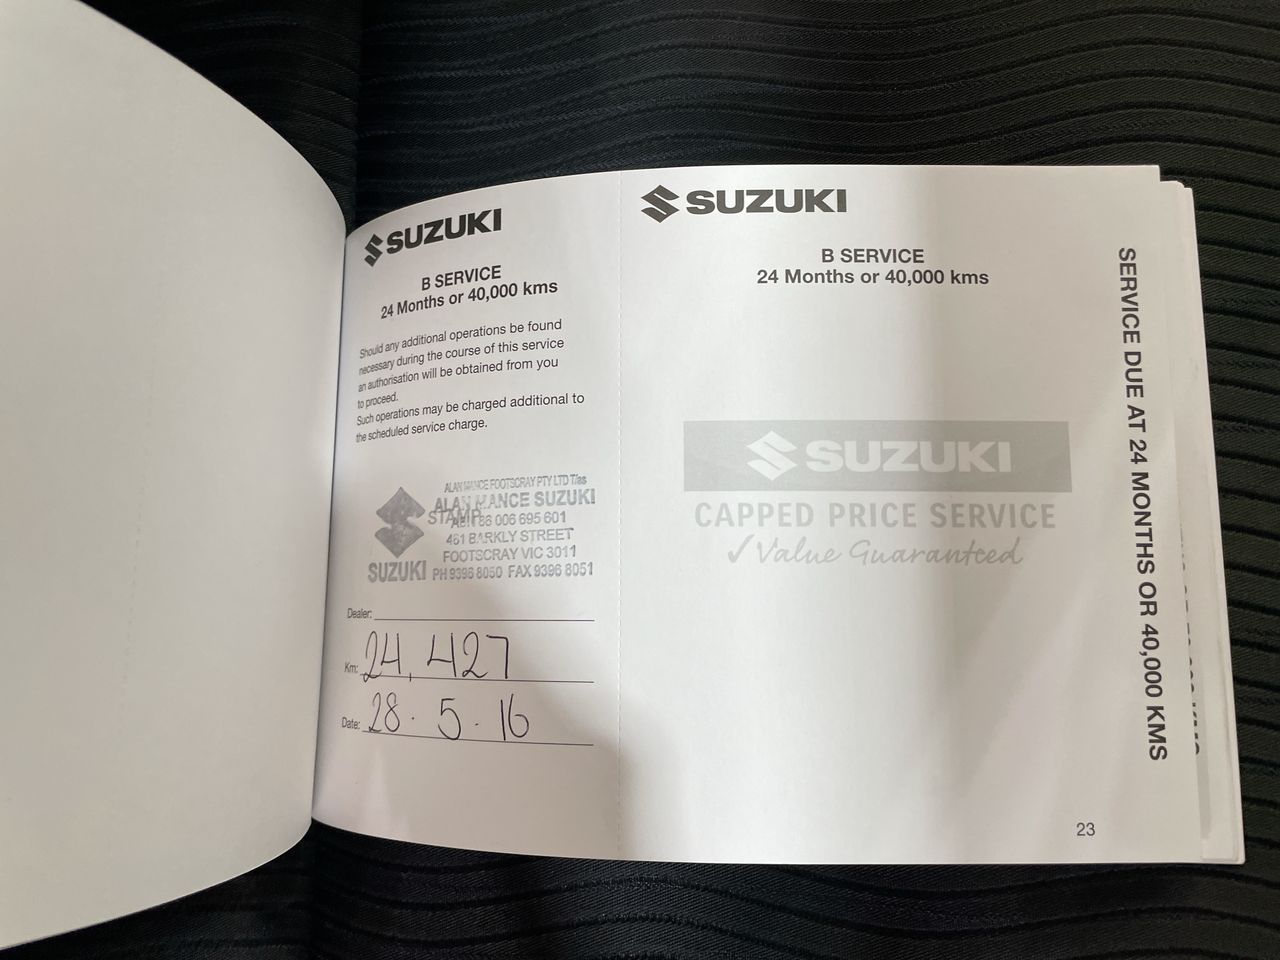 SUZUKI
B SERVICE
24 Months or 40,000 kms
Should any additional operations be found
necessary during the course of this service
an authorisation will be obtained from you
to proceed.
Such operations may be charged additional to
the scheduled service charge.
ALAN MANCE FOOTSCRAY PTY LTD T/as
ALAN MANCE SUZUKI
STAMP
ABN 86 006 695 601
461 BARKLY STREET
FOOTSCRAY VIC 3011
SUZUKI PH 9396 8050 FAX 9396 8051
Dealer:
Km: 24,427
Date: 28.5.16
SUZUKI
B SERVICE
24 Months or 40,000 kms
SUZUKI
CAPPED PRICE SERVICE
✓Value Guaranteed
SERVICE DUE AT 24 MONTHS OR 40,000 KMS
23